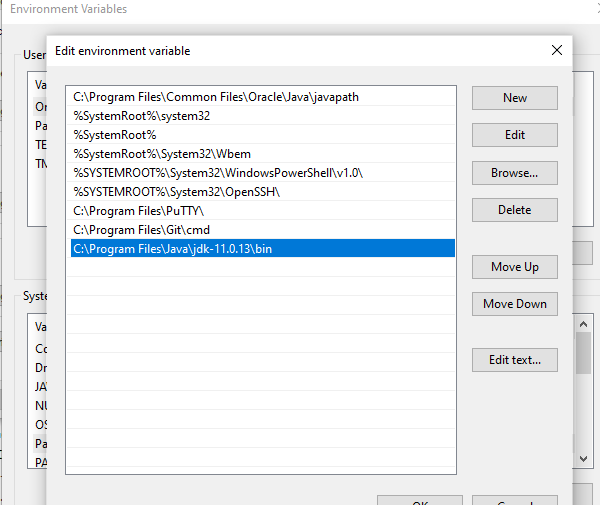 Environment Variables
Edit environment variable
User
Va
Or
Pa
TE
TM
C:\Program Files\Common Files\Oracle\Java\javapath
%SystemRoot%\system32
%SystemRoot%
%SystemRoot%\System32\Wbem
%SYSTEMROOT%\System32\WindowsPowerShell\v1.0\
%SYSTEMROOT%\System32\OpenSSH\
C:\Program Files\PuTTY\
C:\Program Files\Git\cmd
C:\Program Files\Java\jdk-11.0.13\bin
New
Edit
Browse...
Delete
Move Up
Move Down
Edit text...
Syste
Va
Co
Dr
JA
NU
OS
Pa
PA